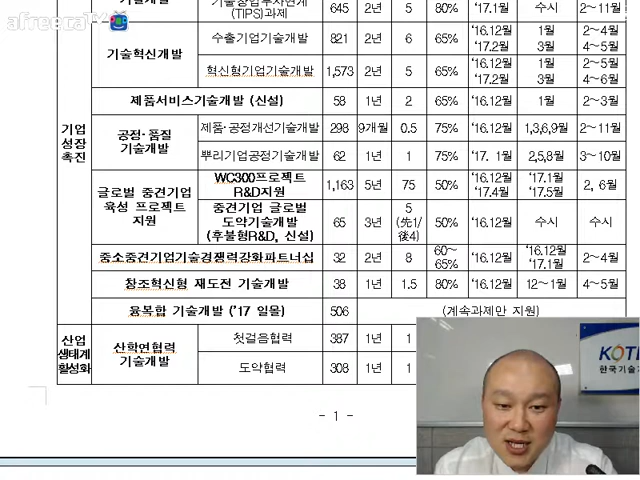 afreecaTV
기술창업투자연계
(TIPS)과제 645 2년 5 80% '17.1월 수시 2~11월
기술혁신개발
수출기업기술개발 821 2년 6 65% '16.12월 '17.2월 1월 3월 2~4월 4~5월
혁신형기업기술개발 1,573 2년 5 65% '16.12월 '17.2월 1월 3월 2~5월 4~6월
제품서비스기술개발 (신설) 58 1년 2 65% '16.12월 1월 2~3월
기업
성장
촉진
공정·품질
기술개발
제품·공정개선기술개발 298 9개월 0.5 75% '16.12월 1,3,6,9월 2~11월
뿌리기업공정기술개발 62 1년 1 75% '17. 1월 2,5,8월 3~10월
글로벌 중견기업
육성 프로젝트
지원
WC300프로젝트
R&D지원 1,163 5년 75 50% '16.12월 '17.4월 '17.1월 '17.5월 2, 6월
중견기업 글로벌
도약기술개발
(후불형R&D, 신설) 65 3년 5 (先1/後4) 50% '16.12월 수시 수시
중소중견기업기술경쟁력강화파트너십 32 2년 8 60~65% '16.12월 '16.12월 '17.1월 2~4월
창조혁신형 재도전 기술개발 38 1년 1.5 80% '16.12월 12~1월 4~5월
융복합 기술개발 ('17 일몰) 506 (계속과제만 지원)
산업
생태계
활성화
산학연협력
기술개발
첫걸음협력 387 1년 1
도약협력 308 1년 1
- 1 -
한국기술